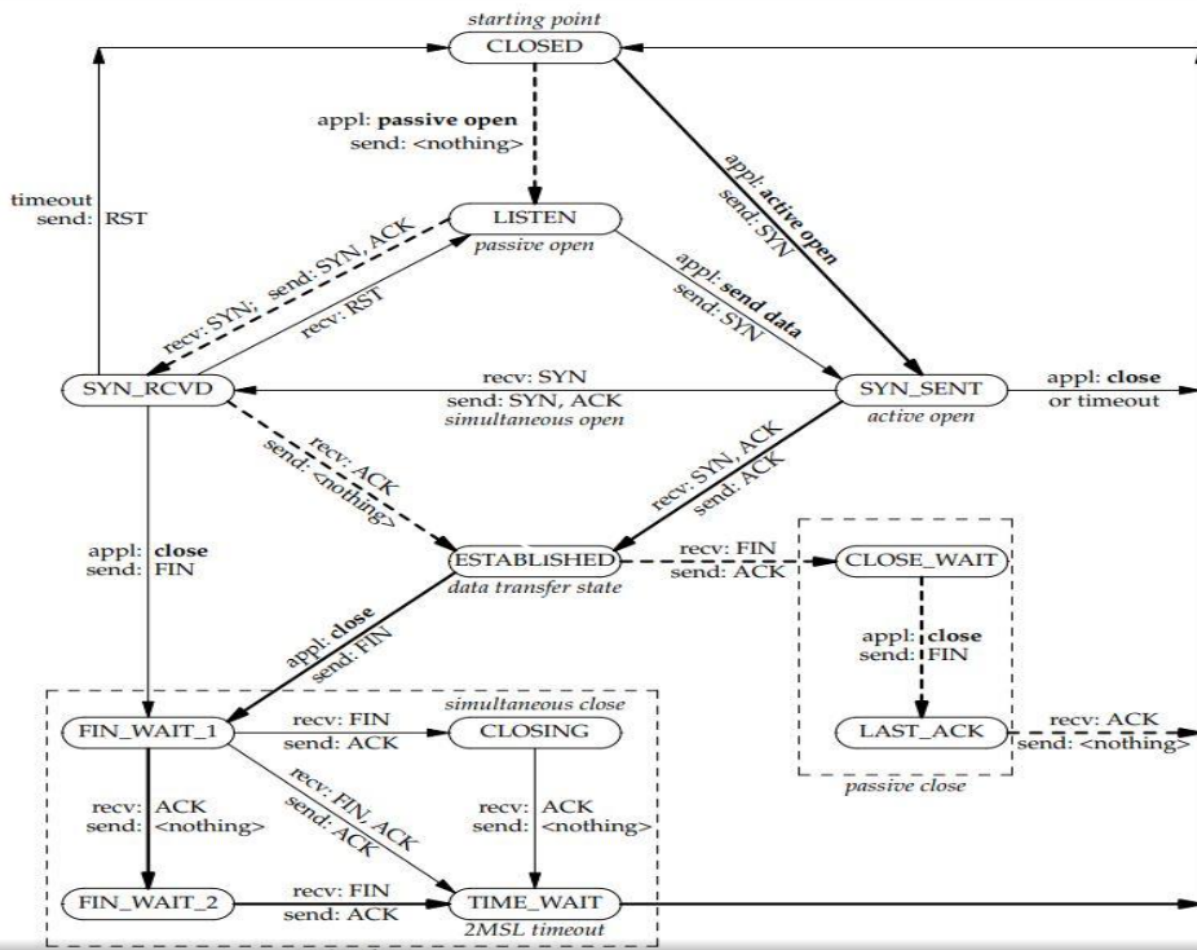 starting point
CLOSED
appl: passive open
send: <nothing>
appl: active open
send: SYN
timeout
send: RST
LISTEN
passive open
recv: SYN; send: SYN, ACK
recv: RST
appl: send data
send: SYN
SYN_RCVD
recv: SYN
send: SYN, ACK
simultaneous open
SYN_SENT
active open
appl: close
or timeout
recv: ACK
send: <nothing>
recv: SYN, ACK
send: ACK
appl: close
send: FIN
ESTABLISHED
data transfer state
recv: FIN
send: ACK
CLOSE_WAIT
appl: close
send: FIN
appl: close
send: FIN
simultaneous close
FIN_WAIT_1
recv: FIN
send: ACK
CLOSING
LAST_ACK
recv: ACK
send: <nothing>
passive close
recv: ACK
send: <nothing>
recv: FIN, ACK
send: ACK
recv: ACK
send: <nothing>
FIN_WAIT_2
recv: FIN
send: ACK
TIME_WAIT
2MSL timeout